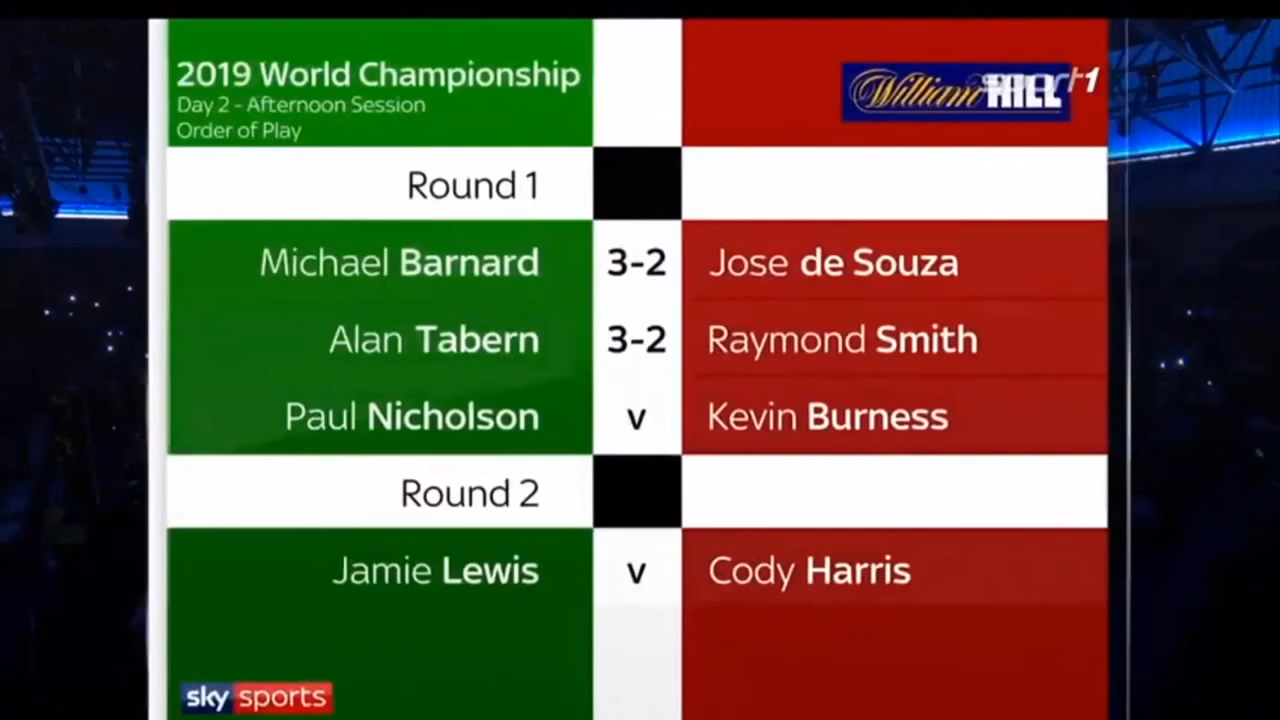 2019 World Championship
Day 2 - Afternoon Session
Order of Play
William HILL
sport1
Round 1
Michael Barnard 3-2 Jose de Souza
Alan Tabern 3-2 Raymond Smith
Paul Nicholson v Kevin Burness
Round 2
Jamie Lewis v Cody Harris
sky sports